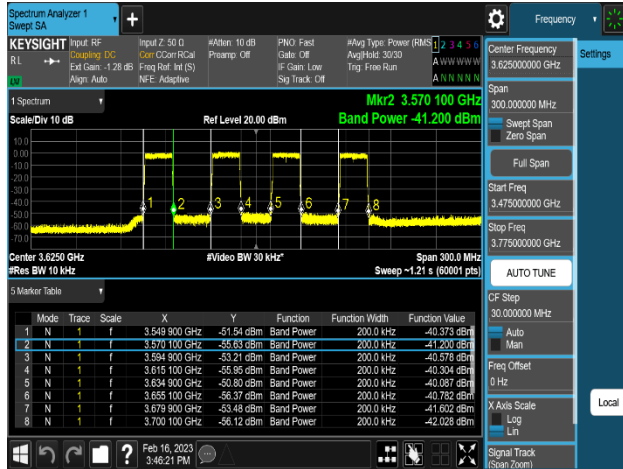 Spectrum Analyzer 1
Swept SA
Frequency
KEYSIGHT
RL
Input: RF
Coupling: DC
Ext Gain: -1.28 dB
Align: Auto
Input Z: 50 Ω
Corr CCorr RCal
Freq Ref: Int (S)
NFE: Adaptive
#Atten: 10 dB
Preamp: Off
PNO: Fast
Gate: Off
IF Gain: Low
Sig Track: Off
#Avg Type: Power (RMS
Avg|Hold: 30/30
Trig: Free Run
1 2 3 4 5 6
A W W W W W
A N N N N N
1 Spectrum
Scale/Div 10 dB
Ref Level 20.00 dBm
Mkr2 3.570 100 GHz
Band Power -41.200 dBm
10.0
0.00
-10.0
-20.0
-30.0
-40.0
-50.0
-60.0
-70.0
1 2 3 4 5 6 7 8
Center 3.6250 GHz
#Res BW 10 kHz
#Video BW 30 kHz*
Span 300.0 MHz
Sweep ~1.21 s (60001 pts)
5 Marker Table
Mode Trace Scale X Y Function Function Width Function Value
1 N 1 f 3.549 900 GHz -51.54 dBm Band Power 200.0 kHz -40.373 dBm
2 N 1 f 3.570 100 GHz -55.63 dBm Band Power 200.0 kHz -41.200 dBm
3 N 1 f 3.594 900 GHz -53.21 dBm Band Power 200.0 kHz -40.578 dBm
4 N 1 f 3.615 100 GHz -55.95 dBm Band Power 200.0 kHz -40.304 dBm
5 N 1 f 3.634 900 GHz -50.80 dBm Band Power 200.0 kHz -40.087 dBm
6 N 1 f 3.655 100 GHz -56.37 dBm Band Power 200.0 kHz -40.782 dBm
7 N 1 f 3.679 900 GHz -53.48 dBm Band Power 200.0 kHz -41.602 dBm
8 N 1 f 3.700 100 GHz -56.12 dBm Band Power 200.0 kHz -42.028 dBm
Feb 16, 2023
3:46:21 PM
Center Frequency
3.625000000 GHz
Span
300.000000 MHz
Swept Span
Zero Span
Full Span
Start Freq
3.475000000 GHz
Stop Freq
3.775000000 GHz
AUTO TUNE
CF Step
30.000000 MHz
Auto
Man
Freq Offset
0 Hz
X Axis Scale
Log
Lin
Signal Track
(Span Zoom)
Settings
Local